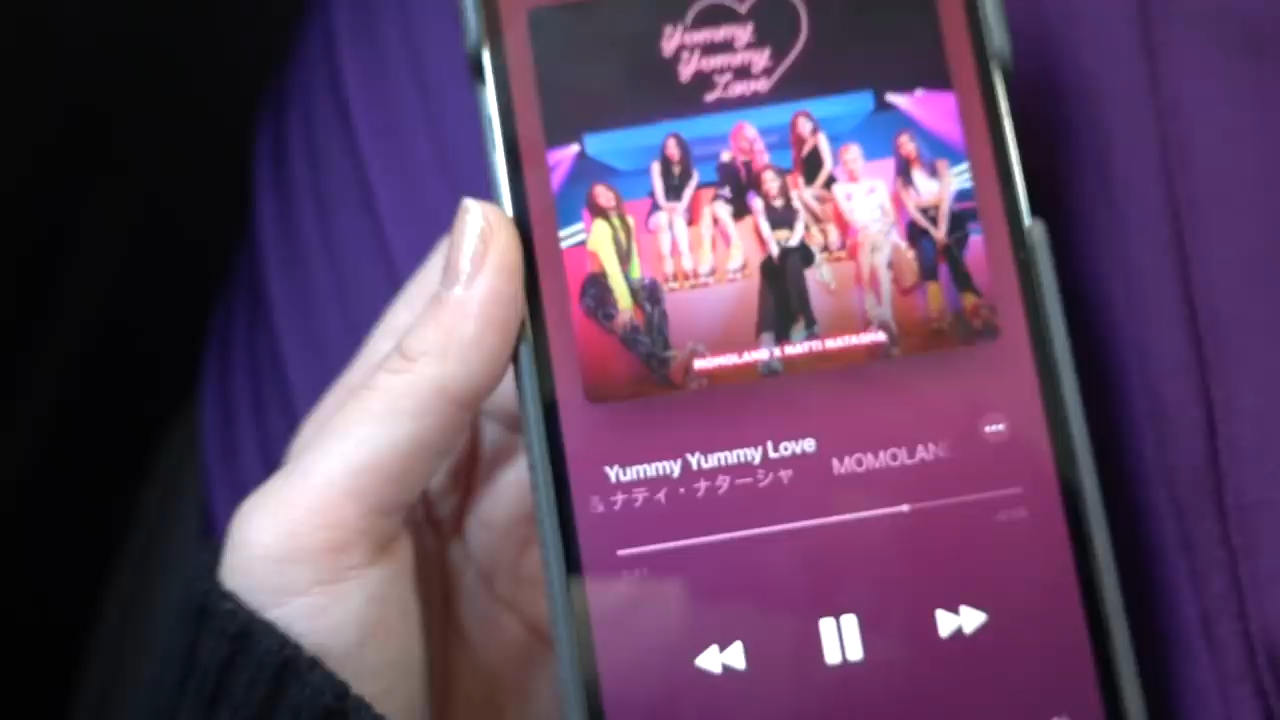 Yummy
Yummy
Love
MOMOLAND X NATTI NATASHA
Yummy Yummy Love
& ナティ・ナターシャ MOMOLAN